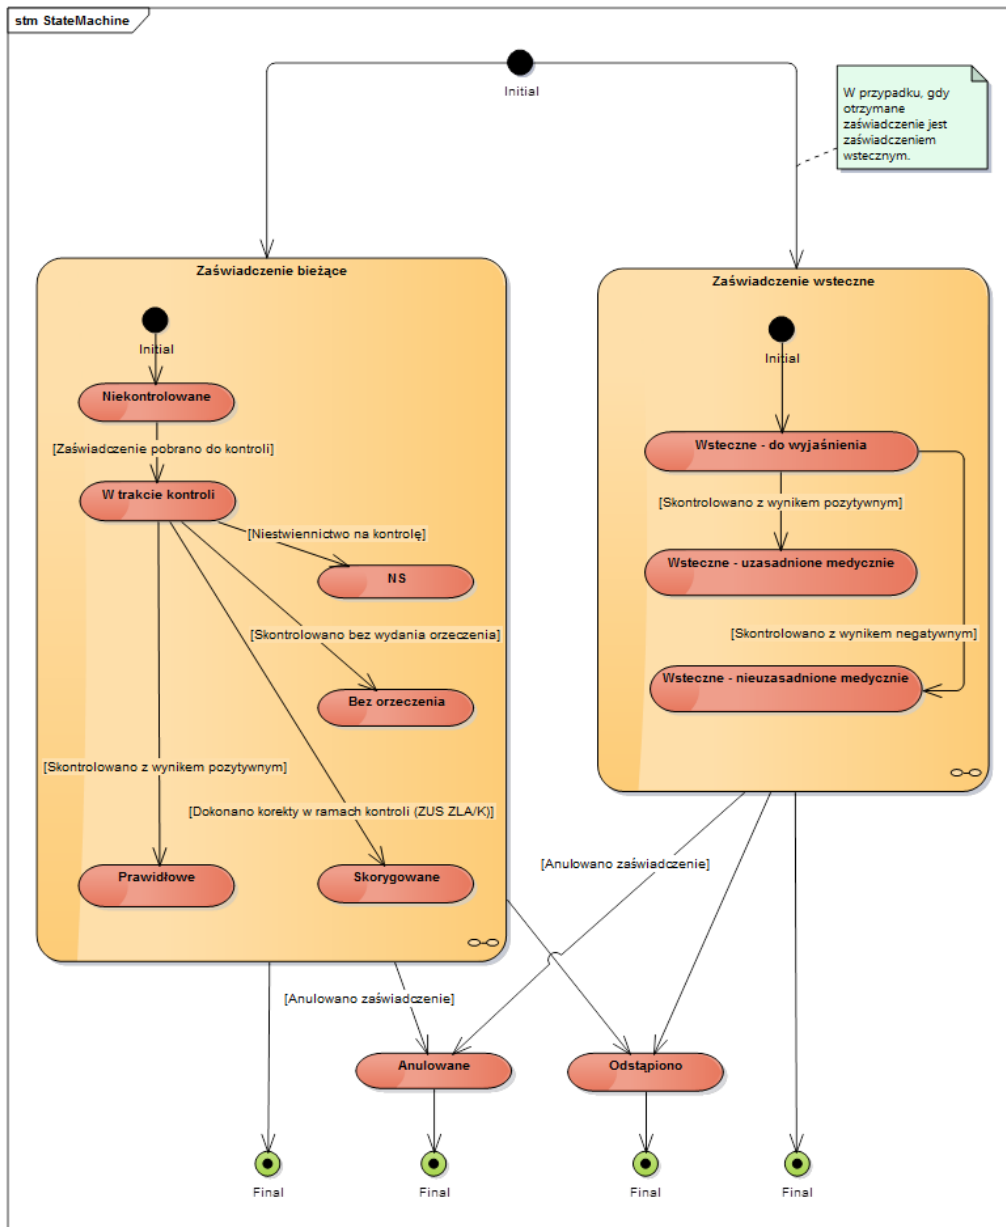 stm StateMachine
Initial
W przypadku, gdy
otrzymane
zaświadczenie jest
zaświadczeniem
wstecznym.
Zaświadczenie bieżące
Initial
Niekontrolowane
[Zaświadczenie pobrano do kontroli]
W trakcie kontroli
[Niestwiennictwo na kontrolę]
NS
[Skontrolowano bez wydania orzeczenia]
Bez orzeczenia
[Skontrolowano z wynikiem pozytywnym]
[Dokonano korekty w ramach kontroli (ZUS ZLA/K)]
Prawidłowe
Skorygowane
Zaświadczenie wsteczne
Initial
Wsteczne - do wyjaśnienia
[Skontrolowano z wynikem pozytywnym]
Wsteczne - uzasadnione medycznie
[Skontrolowano z wynikem negatywnym]
Wsteczne - nieuzasadnione medycznie
[Anulowano zaświadczenie]
[Anulowano zaświadczenie]
Anulowane
Odstąpiono
Final
Final
Final
Final